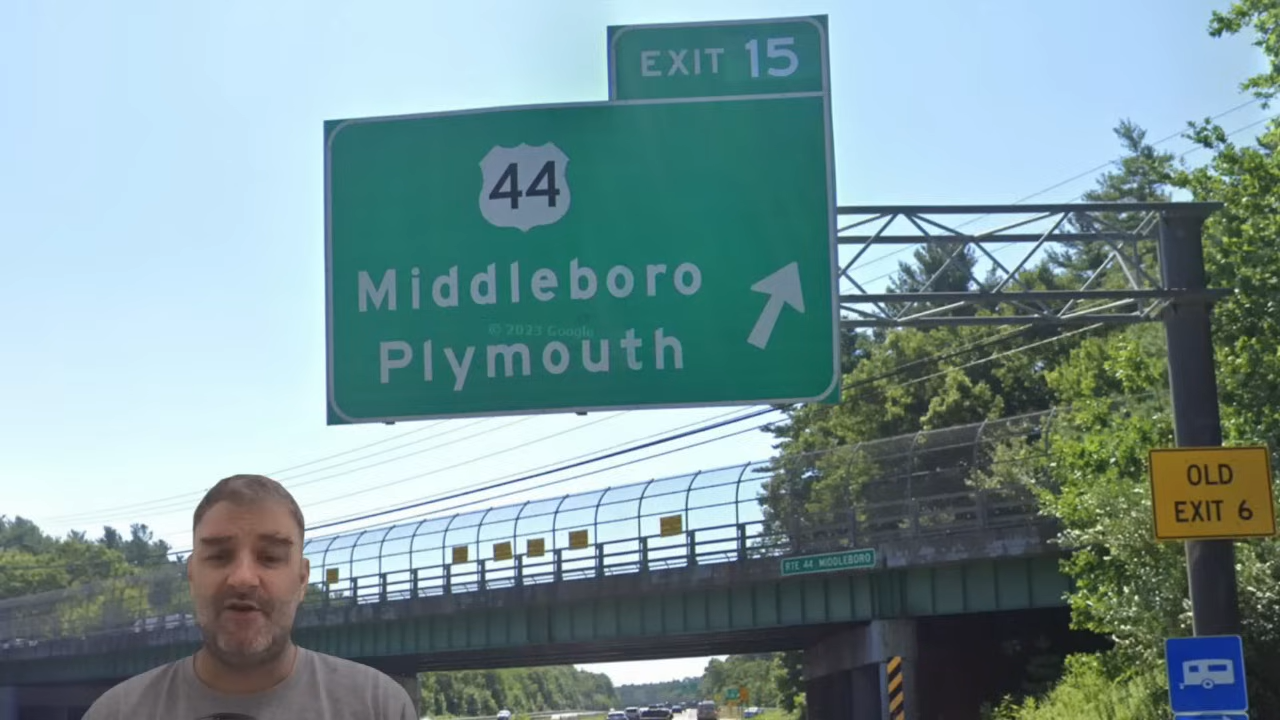 EXIT 15
44
Middleboro
© 2023 Google
Plymouth
OLD
EXIT 6
RTE 44 MIDDLEBORO